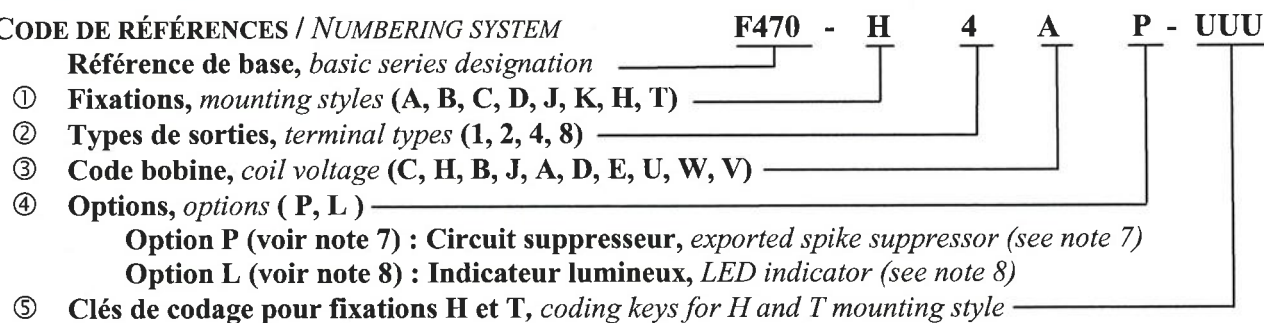 CODE DE RÉFÉRENCES / NUMBERING SYSTEM F470 - H 4 A P - UUU
Référence de base, basic series designation
① Fixations, mounting styles (A, B, C, D, J, K, H, T)
② Types de sorties, terminal types (1, 2, 4, 8)
③ Code bobine, coil voltage (C, H, B, J, A, D, E, U, W, V)
④ Options, options ( P, L )
Option P (voir note 7) : Circuit suppresseur, exported spike suppressor (see note 7)
Option L (voir note 8) : Indicateur lumineux, LED indicator (see note 8)
⑤ Clés de codage pour fixations H et T, coding keys for H and T mounting style